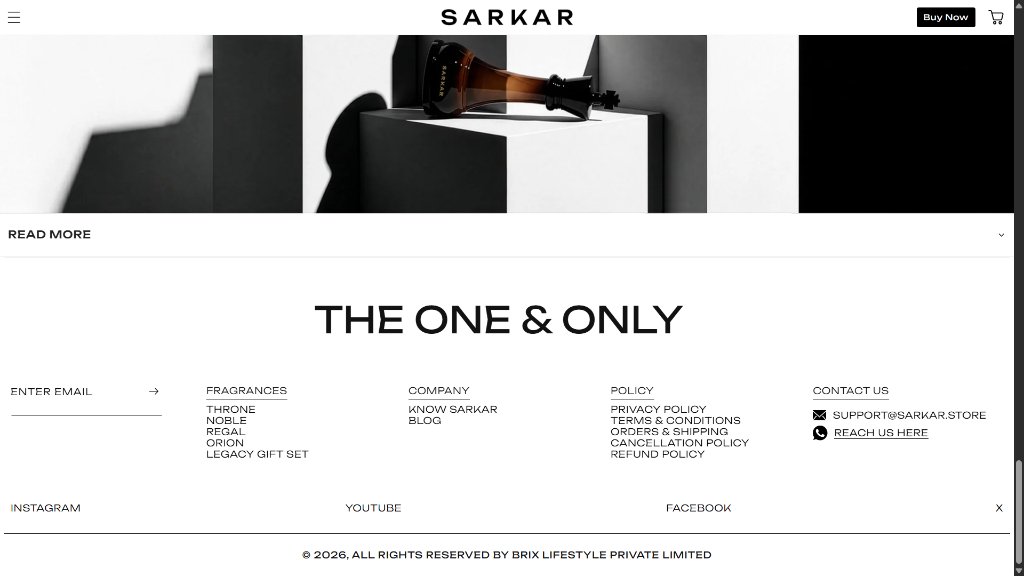 SARKAR
Buy Now
SARKAR
READ MORE
THE ONE & ONLY
ENTER EMAIL
FRAGRANCES
THRONE
NOBLE
REGAL
ORION
LEGACY GIFT SET
COMPANY
KNOW SARKAR
BLOG
POLICY
PRIVACY POLICY
TERMS & CONDITIONS
ORDERS & SHIPPING
CANCELLATION POLICY
REFUND POLICY
CONTACT US
SUPPORT@SARKAR.STORE
REACH US HERE
INSTAGRAM
YOUTUBE
FACEBOOK
X
© 2026, ALL RIGHTS RESERVED BY BRIX LIFESTYLE PRIVATE LIMITED